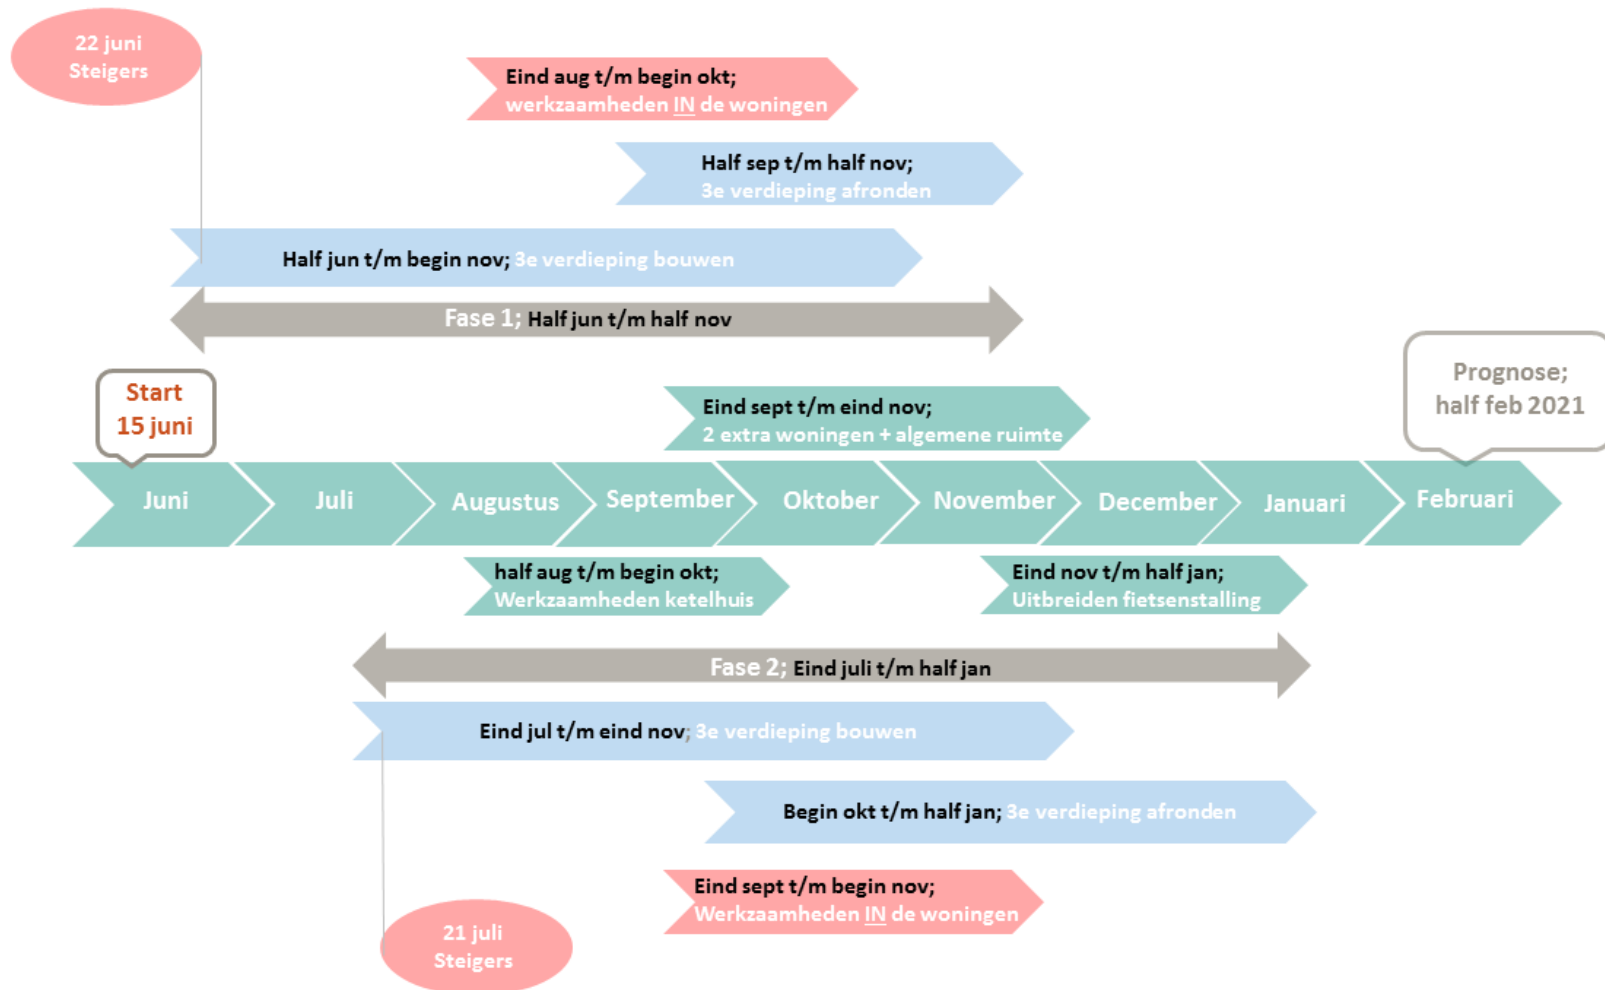 22 juni
Steigers
Eind aug t/m begin okt;
werkzaamheden IN de woningen
Half sep t/m half nov;
3e verdieping afronden
Half jun t/m begin nov; 3e verdieping bouwen
Fase 1; Half jun t/m half nov
Start
15 juni
Prognose;
half feb 2021
Eind sept t/m eind nov;
2 extra woningen + algemene ruimte
Juni
Juli
Augustus
September
Oktober
November
December
Januari
Februari
half aug t/m begin okt;
Werkzaamheden ketelhuis
Eind nov t/m half jan;
Uitbreiden fietsenstalling
Fase 2; Eind juli t/m half jan
Eind jul t/m eind nov; 3e verdieping bouwen
Begin okt t/m half jan; 3e verdieping afronden
Eind sept t/m begin nov;
Werkzaamheden IN de woningen
21 juli
Steigers